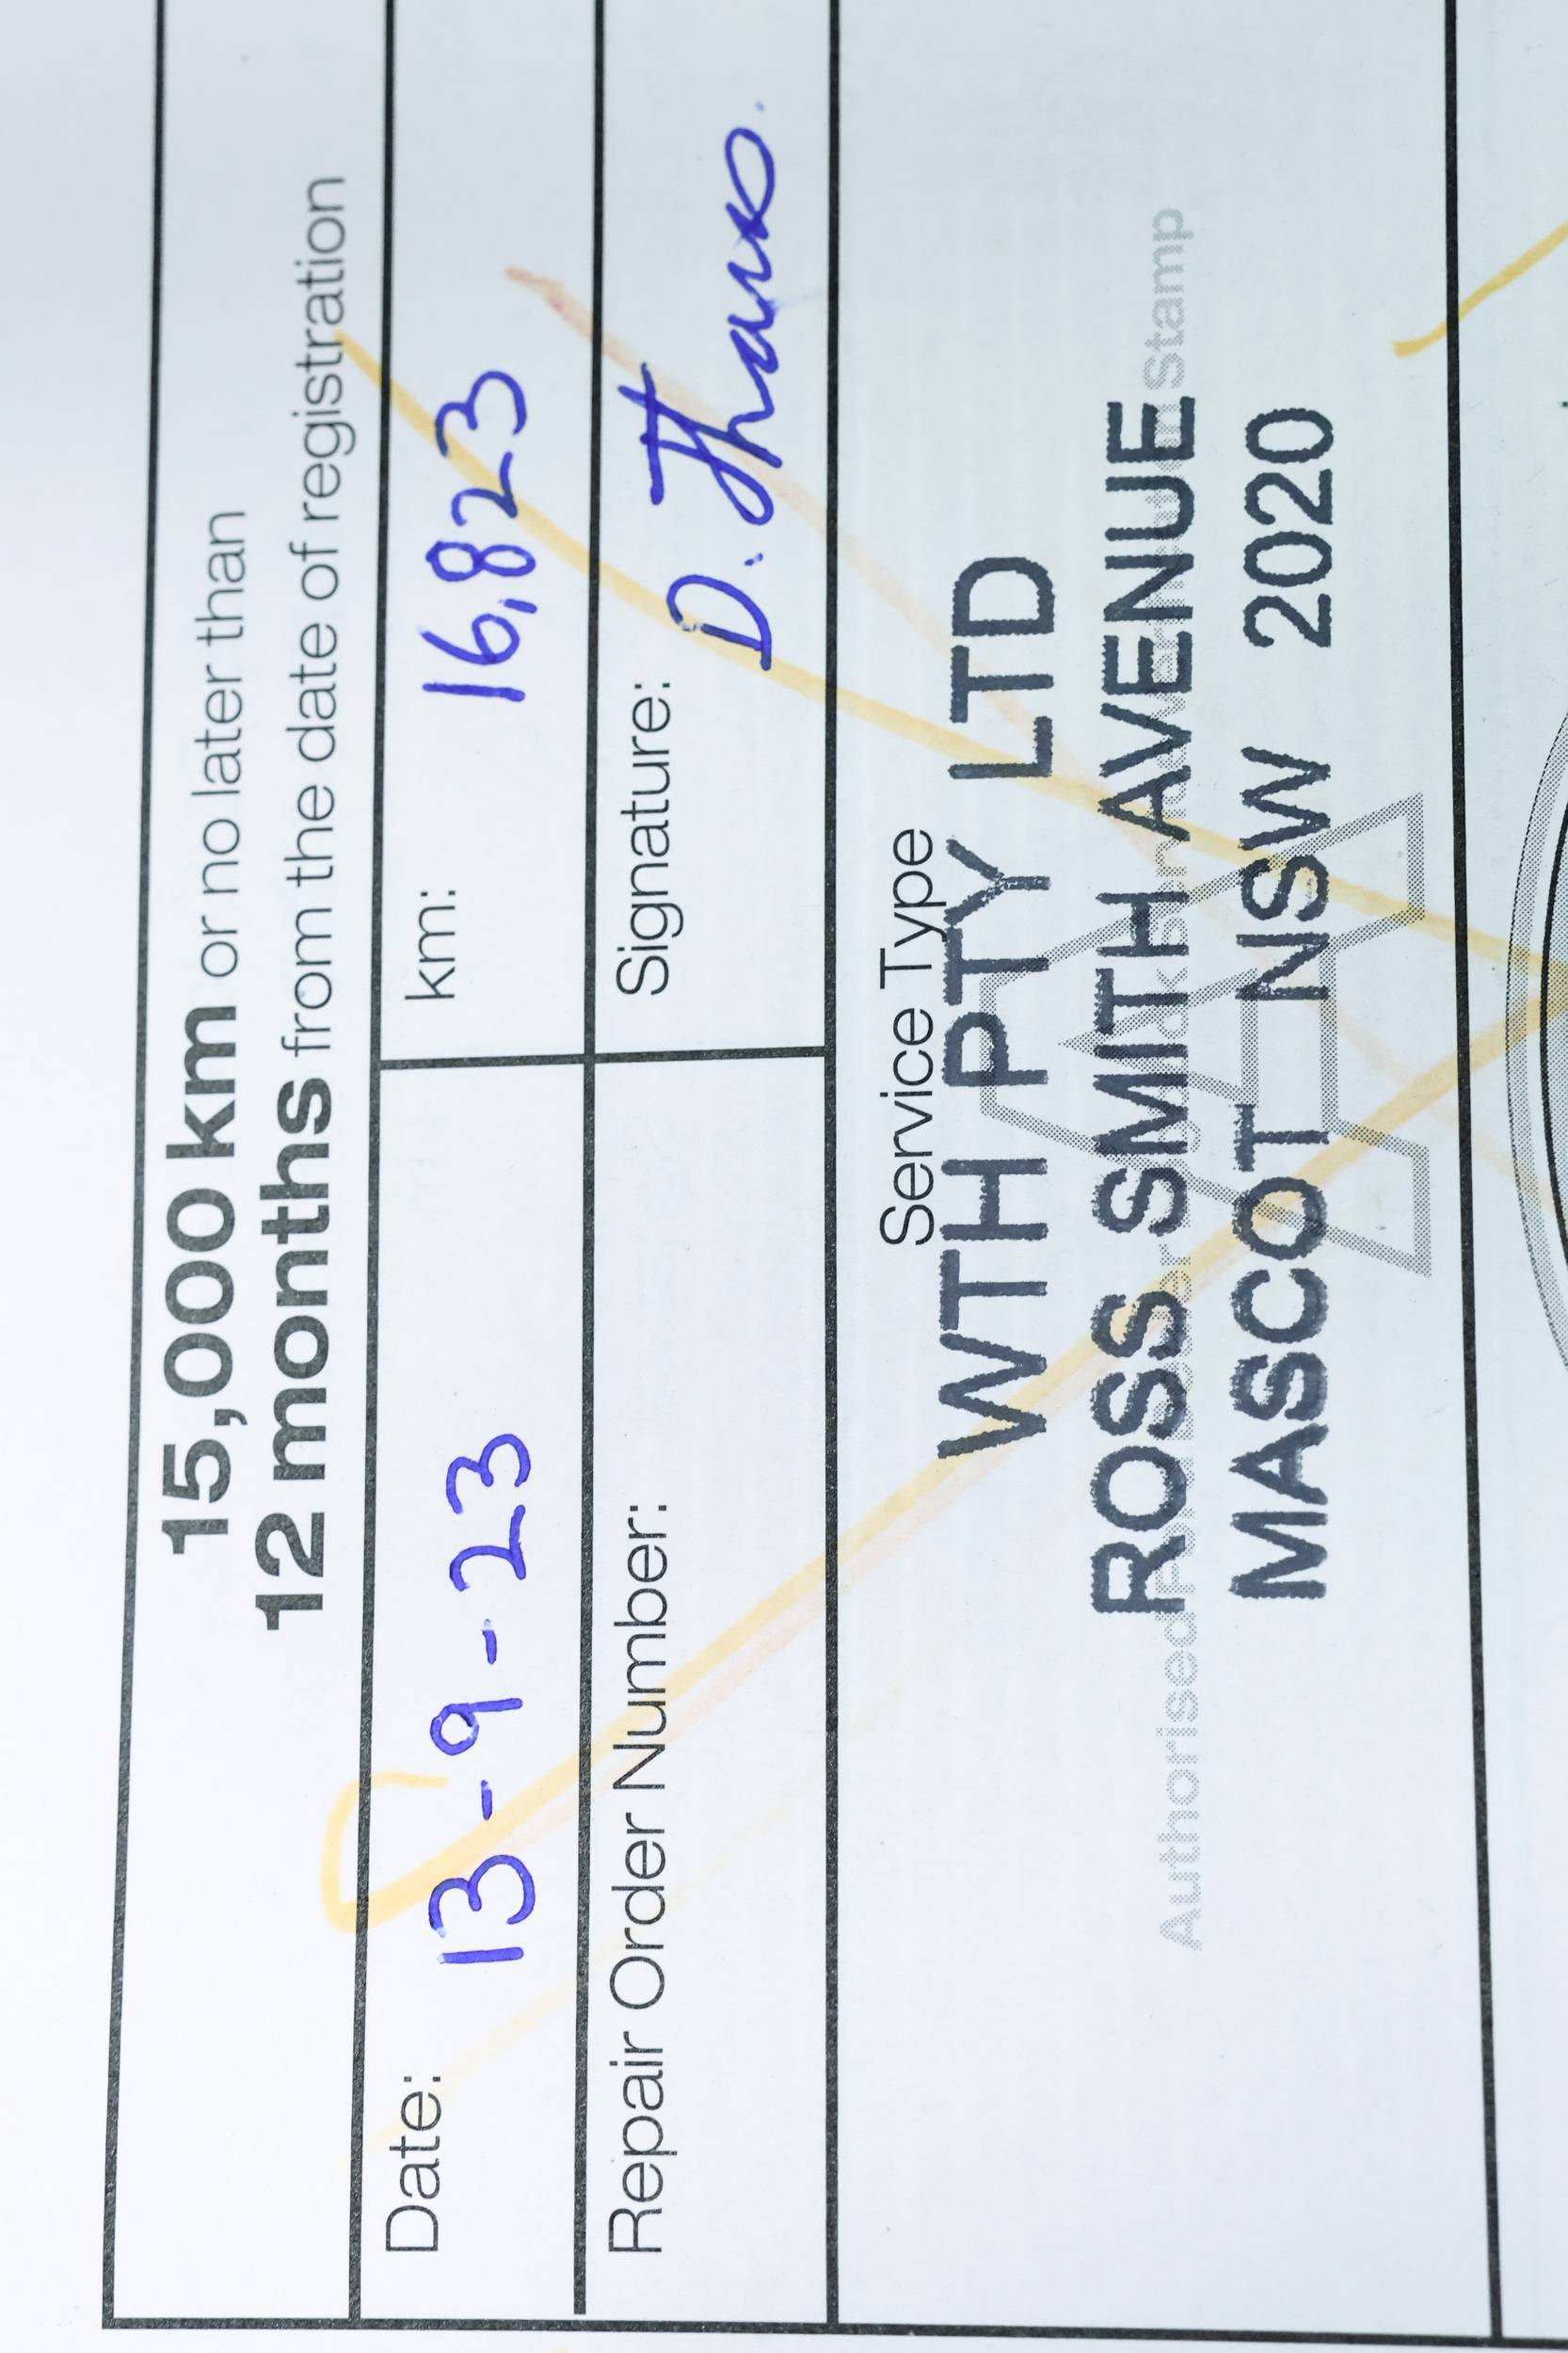 15,000 km or no later than
12 months from the date of registration
Date: 13-9-23 km: 16,823
Repair Order Number: Signature: D. Thano.
Service Type
A
WTH PTY LTD
ROSS SMITH AVENUE
MASCOT NSW 2020
Authorised Stamp